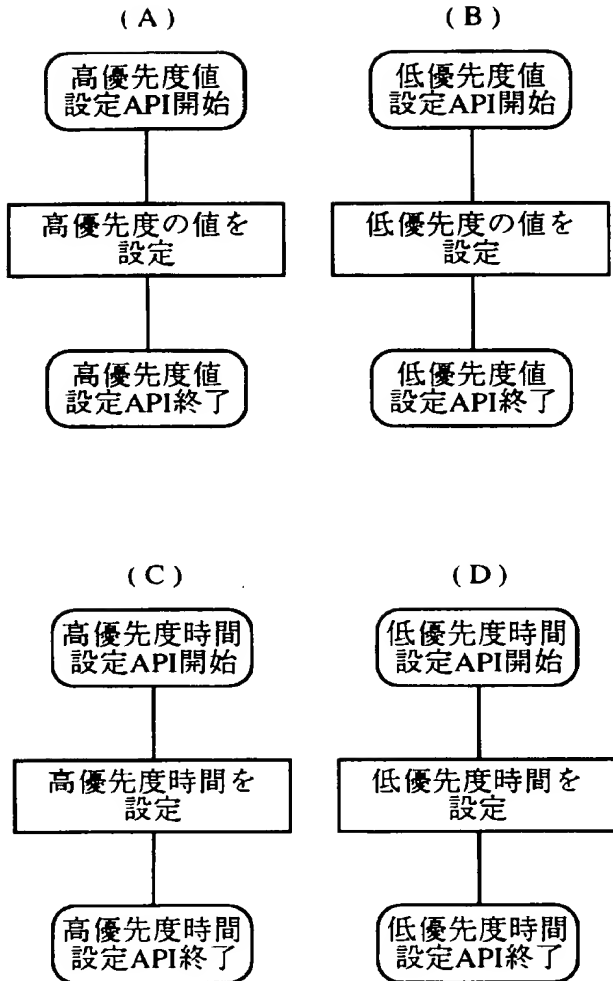 (A)
高優先度値
設定API開始
高優先度の値を
設定
高優先度値
設定API終了
(B)
低優先度値
設定API開始
低優先度の値を
設定
低優先度値
設定API終了
(C)
高優先度時間
設定API開始
高優先度時間を
設定
高優先度時間
設定API終了
(D)
低優先度時間
設定API開始
低優先度時間を
設定
低優先度時間
設定API終了